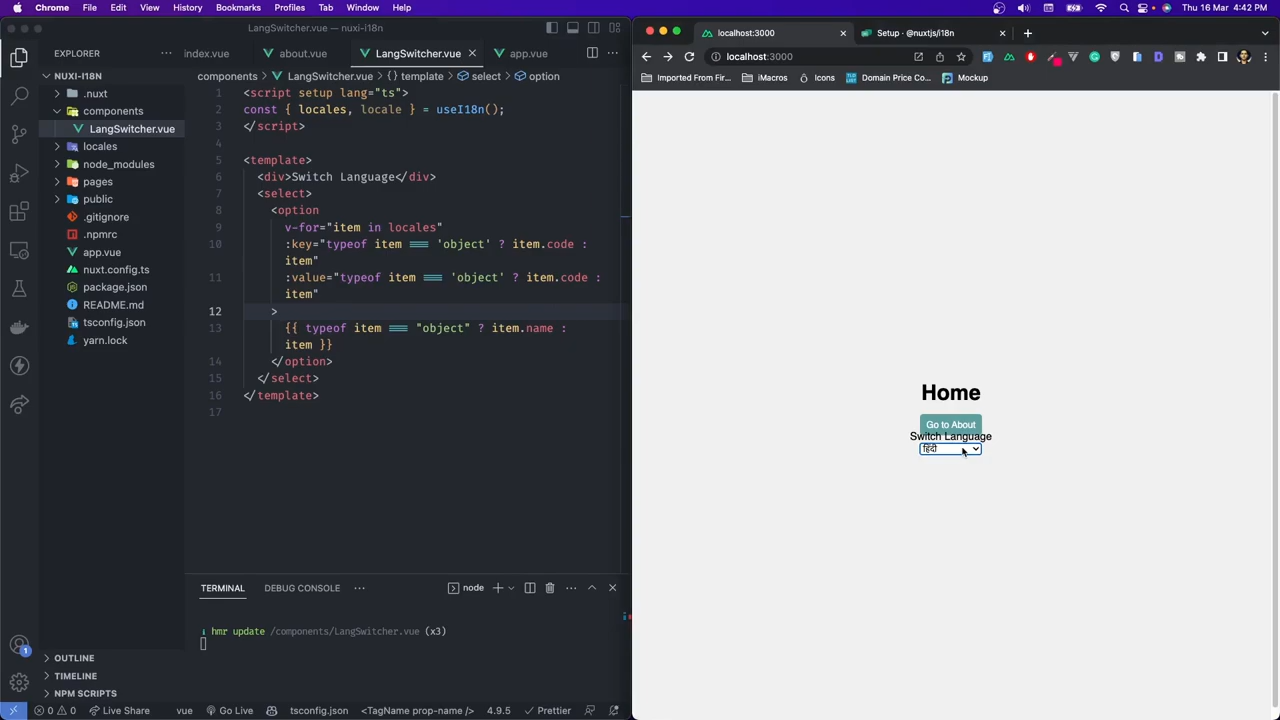 Chrome File Edit View History Bookmarks Profiles Tab Window Help Thu 16 Mar 4:42 PM
LangSwitcher.vue — nuxi-i18n
EXPLORER
index.vue about.vue LangSwitcher.vue app.vue
components > LangSwitcher.vue > {} template > select > option
NUXI-I18N
.nuxt
components
LangSwitcher.vue
locales
node_modules
pages
public
.gitignore
.npmrc
app.vue
nuxt.config.ts
package.json
README.md
tsconfig.json
yarn.lock
1 <script setup lang="ts">
2 const { locales, locale } = useI18n();
3 </script>
4
5 <template>
6 <div>Switch Language</div>
7 <select>
8 <option
9 v-for="item in locales"
10 :key="typeof item === 'object' ? item.code :
item"
11 :value="typeof item === 'object' ? item.code :
item"
12 >
13 {{ typeof item === "object" ? item.name :
item }}
14 </option>
15 </select>
16 </template>
17
TERMINAL DEBUG CONSOLE node
hmr update /components/LangSwitcher.vue (x3)
OUTLINE
TIMELINE
NPM SCRIPTS
1
0 0 Live Share vue Go Live tsconfig.json <TagName prop-name /> 4.9.5 Prettier
localhost:3000 Setup · @nuxtjs/i18n
localhost:3000
Imported From Fir... iMacros Icons Domain Price Co... Mockup
Home
Go to About
Switch Language
हिंदी